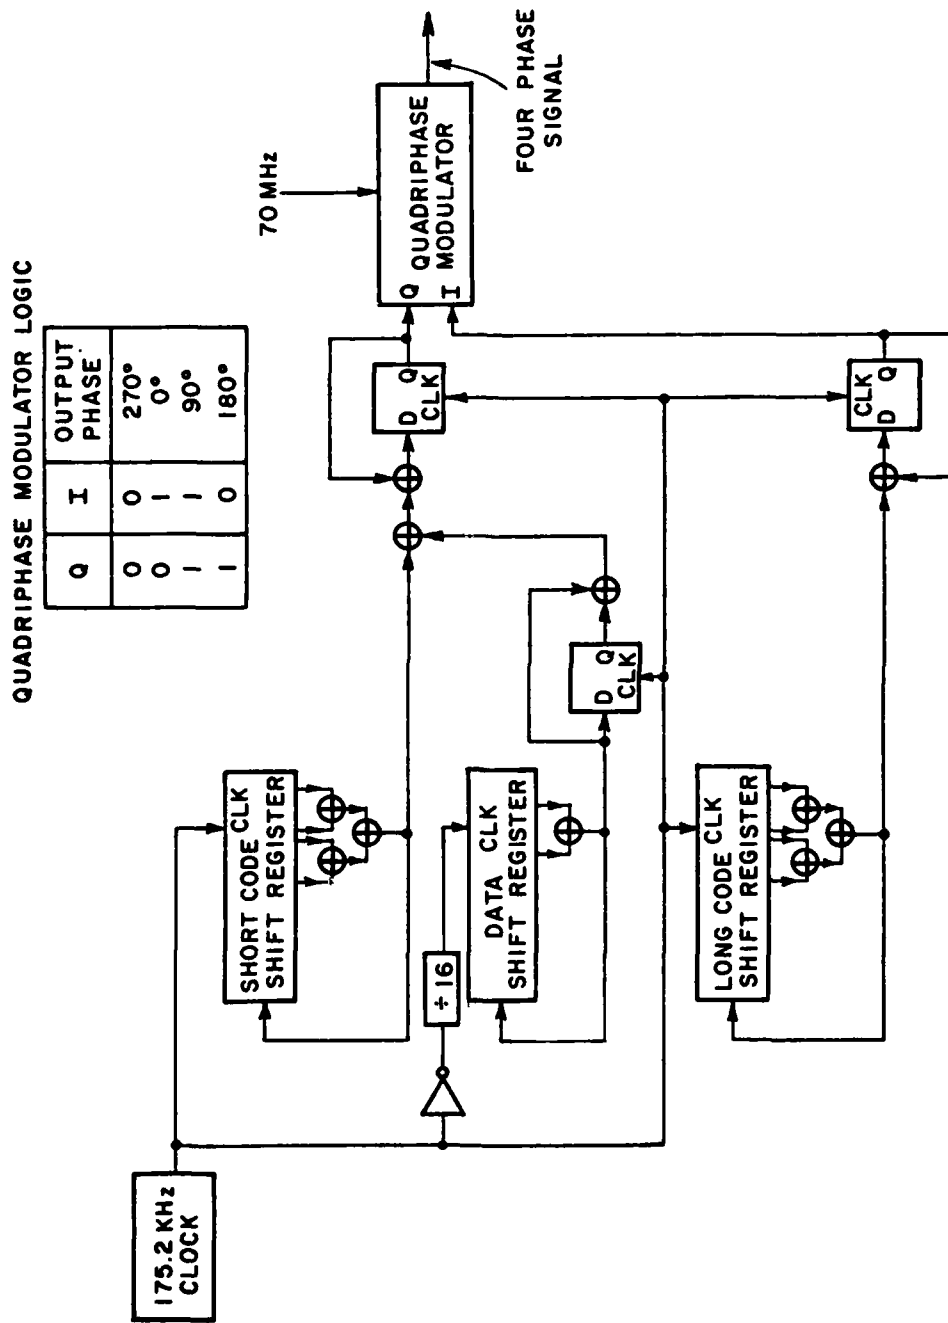 QUADRIPHASE MODULATOR LOGIC
Q I OUTPUT PHASE
0 0 270°
0 1 0°
1 1 90°
1 0 180°
175.2 KHz
CLOCK
SHORT CODE CLK
SHIFT REGISTER
÷16
DATA CLK
SHIFT REGISTER
LONG CODE CLK
SHIFT REGISTER
D Q
CLK
D Q
CLK
CLK
D Q
70 MHz
Q QUADRIPHASE
I MODULATOR
FOUR PHASE
SIGNAL